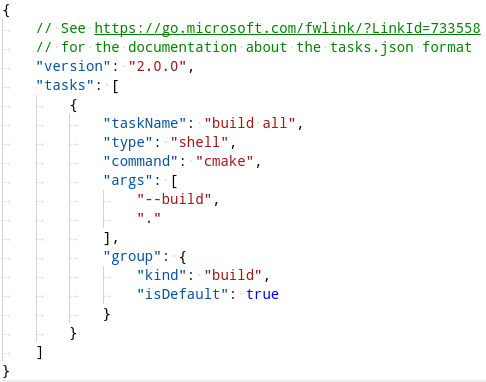 {
    // See https://go.microsoft.com/fwlink/?LinkId=733558
    // for the documentation about the tasks.json format
    "version": "2.0.0",
    "tasks": [
        {
            "taskName": "build all",
            "type": "shell",
            "command": "cmake",
            "args": [
                "--build",
                "."
            ],
            "group": {
                "kind": "build",
                "isDefault": true
            }
        }
    ]
}